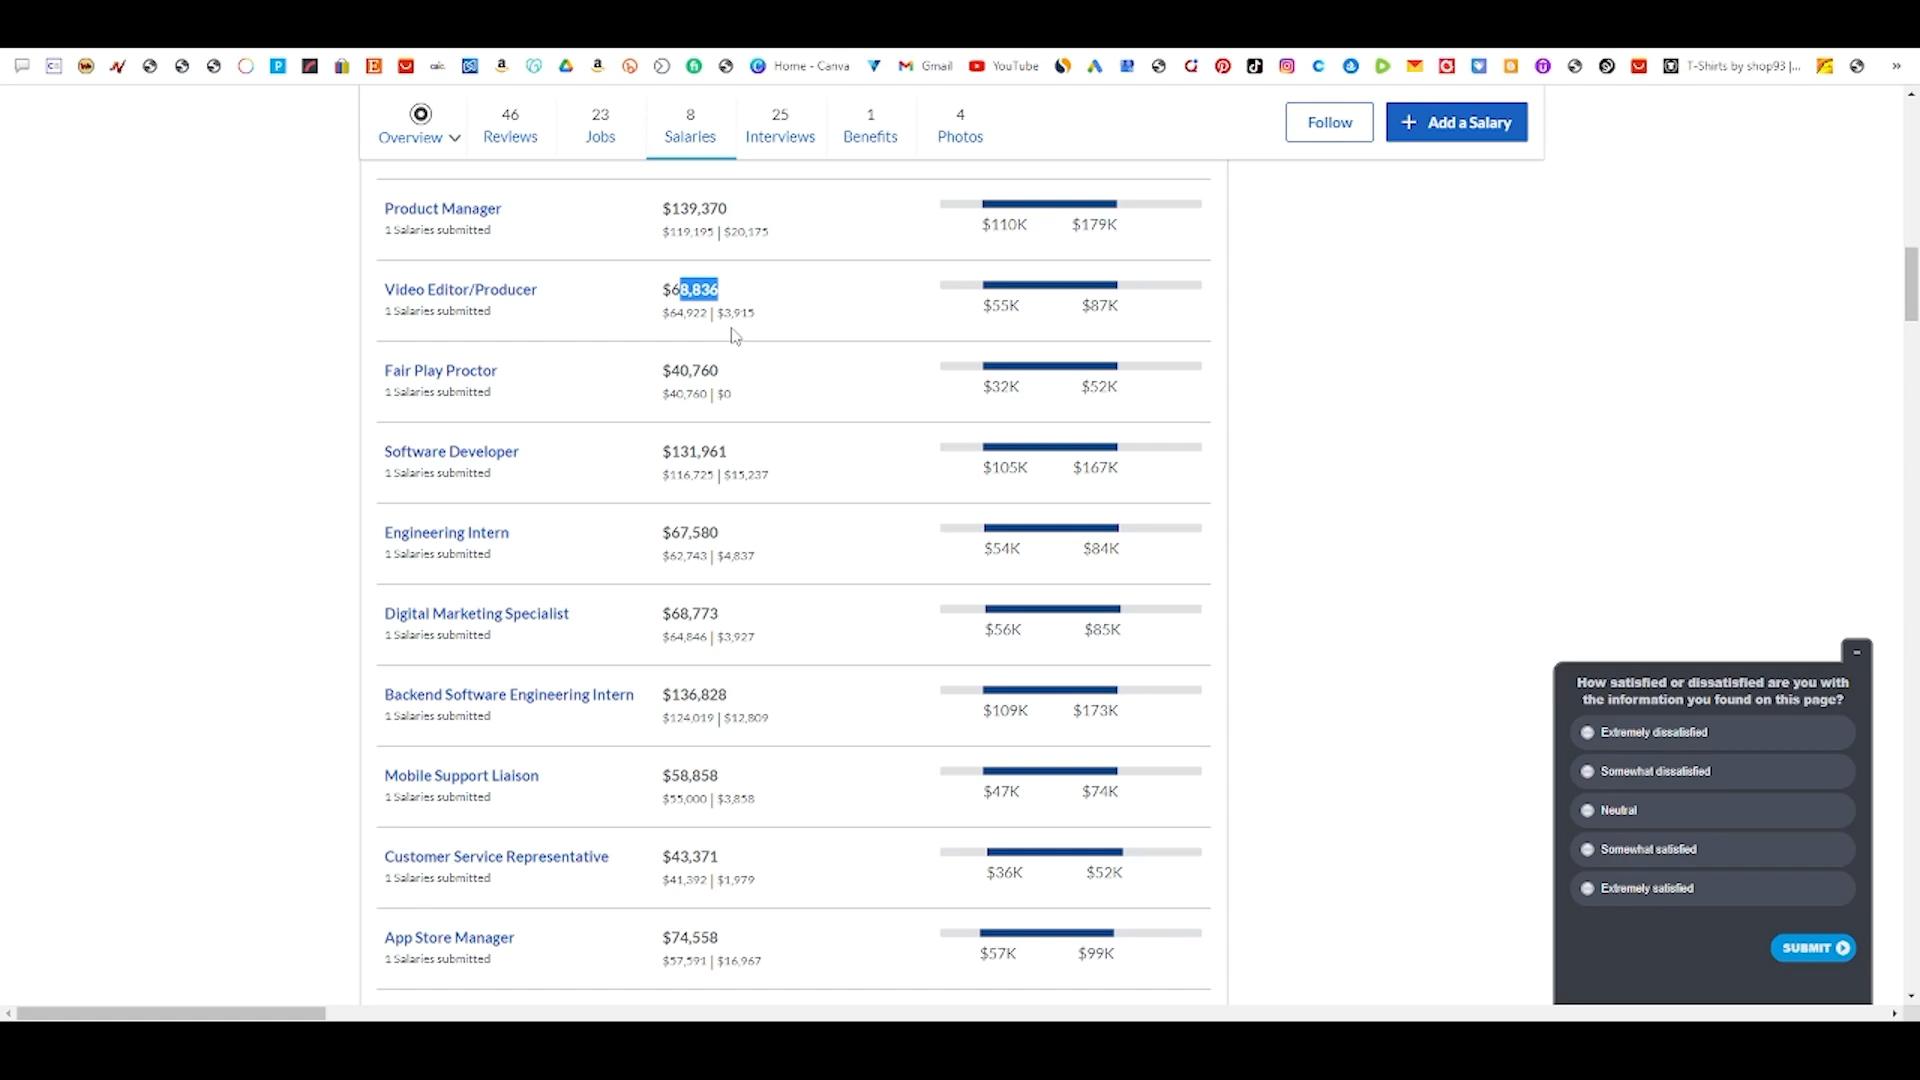 Home - Canva
Gmail
YouTube
T-Shirts by shop93 |...
»
Overview
46
Reviews
23
Jobs
8
Salaries
25
Interviews
1
Benefits
4
Photos
Follow
+ Add a Salary
Product Manager
1 Salaries submitted
$139,370
$119,195 | $20,175
$110K $179K
Video Editor/Producer
1 Salaries submitted
$68,836
$64,922 | $3,915
$55K $87K
Fair Play Proctor
1 Salaries submitted
$40,760
$40,760 | $0
$32K $52K
Software Developer
1 Salaries submitted
$131,961
$116,725 | $15,237
$105K $167K
Engineering Intern
1 Salaries submitted
$67,580
$62,743 | $4,837
$54K $84K
Digital Marketing Specialist
1 Salaries submitted
$68,773
$64,846 | $3,927
$56K $85K
Backend Software Engineering Intern
1 Salaries submitted
$136,828
$124,019 | $12,809
$109K $173K
Mobile Support Liaison
1 Salaries submitted
$58,858
$55,000 | $3,858
$47K $74K
Customer Service Representative
1 Salaries submitted
$43,371
$41,392 | $1,979
$36K $52K
App Store Manager
1 Salaries submitted
$74,558
$57,591 | $16,967
$57K $99K
How satisfied or dissatisfied are you with
the information you found on this page?
Extremely dissatisfied
Somewhat dissatisfied
Neutral
Somewhat satisfied
Extremely satisfied
SUBMIT